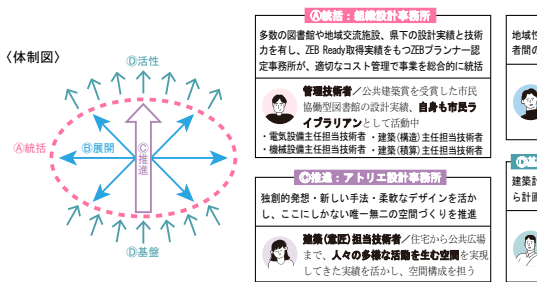 〈体制図〉
Ⓓ活性
Ⓐ統括
Ⓑ展開
Ⓒ推進
Ⓓ基盤
Ⓐ統括：組織設計事務所
多数の図書館や地域交流施設、県下の設計実績と技術
力を有し、ZEB Ready取得実績をもつZEBプランナー認
定事務所が、適切なコスト管理で事業を総合的に統括
管理技術者／公共建築賞を受賞した市民
協働型図書館の設計実績、自身も市民ラ
イブラリアンとして活動中
・電気設備主任担当技術者 ・建築(構造)主任担当技術者
・機械設備主任担当技術者 ・建築(積算)主任担当技術者
Ⓒ推進：アトリエ設計事務所
独創的発想・新しい手法・柔軟なデザインを活か
し、ここにしかない唯一無二の空間づくりを推進
建築(意匠)担当技術者／住宅から公共広場
まで、人々の多様な活動を生む空間を実現
してきた実績を活かし、空間構成を担う
地域性
者間の
建築計
ら計画